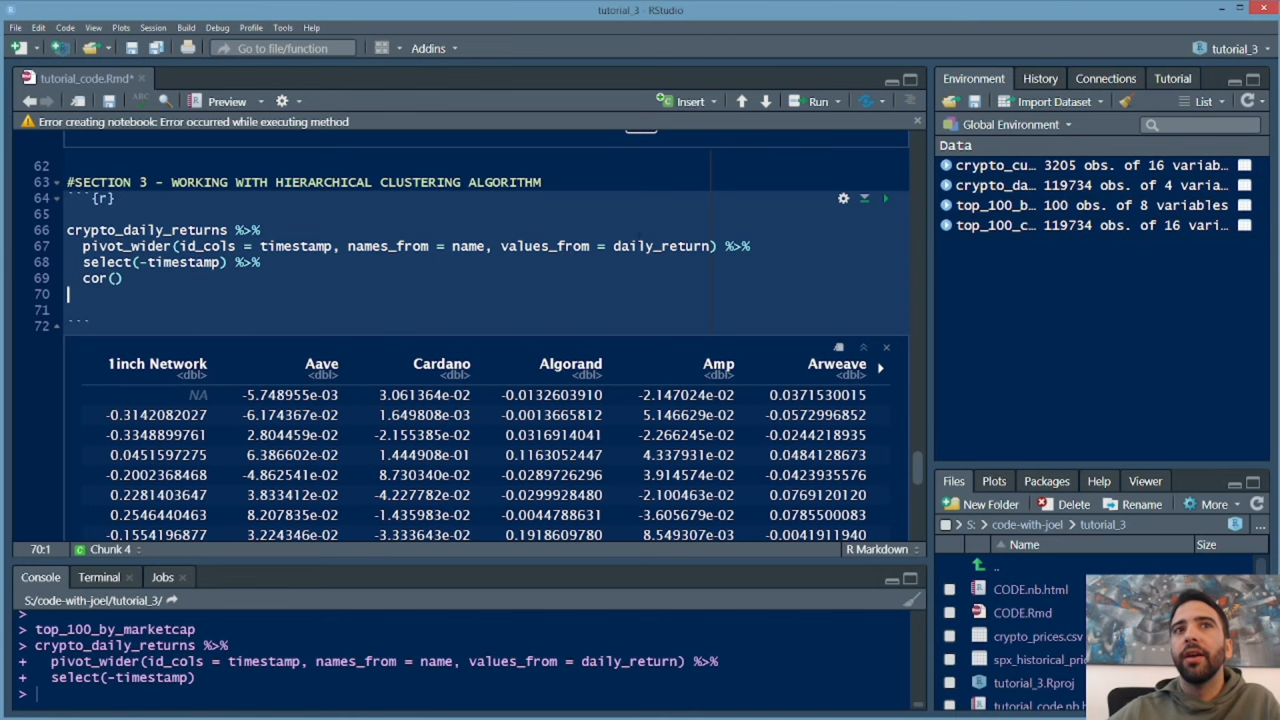 tutorial_3 - RStudio
File Edit Code View Plots Session Build Debug Profile Tools Help
Go to file/function Addins tutorial_3
tutorial_code.Rmd*
Preview Insert Run
Error creating notebook: Error occurred while executing method
62
63 #SECTION 3 - WORKING WITH HIERARCHICAL CLUSTERING ALGORITHM
64 ```{r}
65
66 crypto_daily_returns %>%
67 pivot_wider(id_cols = timestamp, names_from = name, values_from = daily_return) %>%
68 select(-timestamp) %>%
69 cor()
70
71
72 ```
1inch Network Aave Cardano Algorand Amp Arweave
<dbl> <dbl> <dbl> <dbl> <dbl> <dbl>
NA -5.748955e-03 3.061364e-02 -0.0132603910 -2.147024e-02 0.0371530015
-0.3142082027 -6.174367e-02 1.649808e-03 -0.0013665812 5.146629e-02 -0.0572996852
-0.3348899761 2.804459e-02 -2.155385e-02 0.0316914041 -2.266245e-02 -0.0244218935
0.0451597275 6.386602e-02 1.444908e-01 0.1163052447 4.337931e-02 0.0484128673
-0.2002368468 -4.862541e-02 8.730340e-02 -0.0289726296 3.914574e-02 -0.0423935576
0.2281403647 3.833412e-02 -4.227782e-02 -0.0299928480 -2.100463e-02 0.0769120120
0.2546440463 8.207835e-02 -1.435983e-02 -0.0044788631 -3.605679e-02 0.0785500083
-0.1554196877 3.224346e-02 -3.333643e-02 0.1918609780 8.549307e-03 -0.0041911940
70:1 Chunk 4 R Markdown
Console Terminal Jobs
S:/code-with-joel/tutorial_3/
>
> top_100_by_marketcap
> crypto_daily_returns %>%
+ pivot_wider(id_cols = timestamp, names_from = name, values_from = daily_return) %>%
+ select(-timestamp)
>
Environment History Connections Tutorial
Import Dataset List
Global Environment
Data
crypto_cu… 3205 obs. of 16 variab…
crypto_da… 119734 obs. of 4 varia…
top_100_b… 100 obs. of 8 variables
top_100_c… 119734 obs. of 16 vari…
Files Plots Packages Help Viewer
New Folder Delete Rename More
S: code-with-joel tutorial_3 ...
Name Size
..
CODE.nb.html
CODE.Rmd
crypto_prices.csv
spx_historical_pri
tutorial_3.Rproj
tutorial_code.nb.h